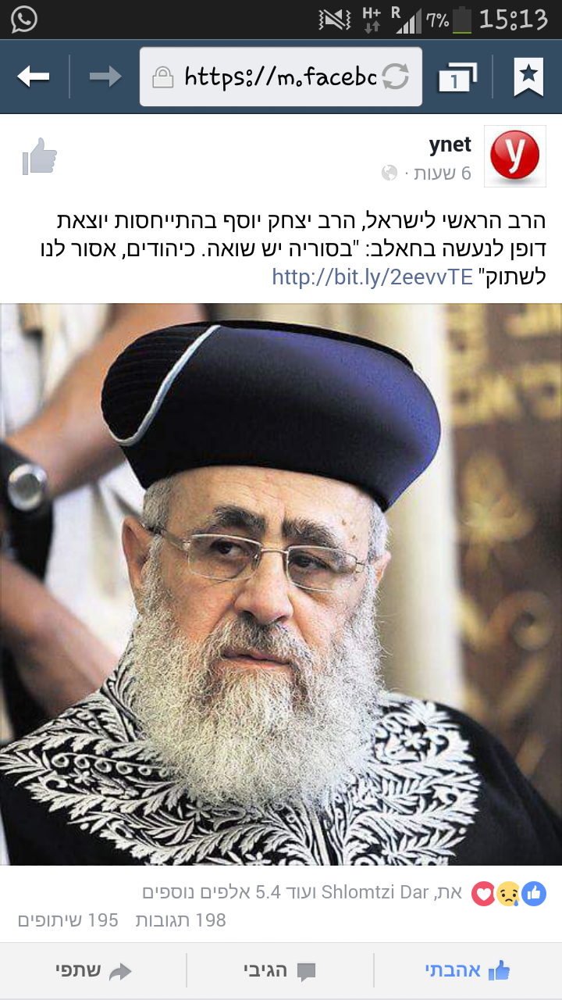 H+ R 7% 15:13
https://m.facebo
1
ynet
6 שעות ·
y
הרב הראשי לישראל, הרב יצחק יוסף בהתייחסות יוצאת
דופן לנעשה בחאלב: "בסוריה יש שואה. כיהודים, אסור לנו
לשתוק" http://bit.ly/2eevvTE
את, Shlomtzi Dar ועוד 5.4 אלפים נוספים
198 תגובות 195 שיתופים
אהבתי הגיבי שתפי